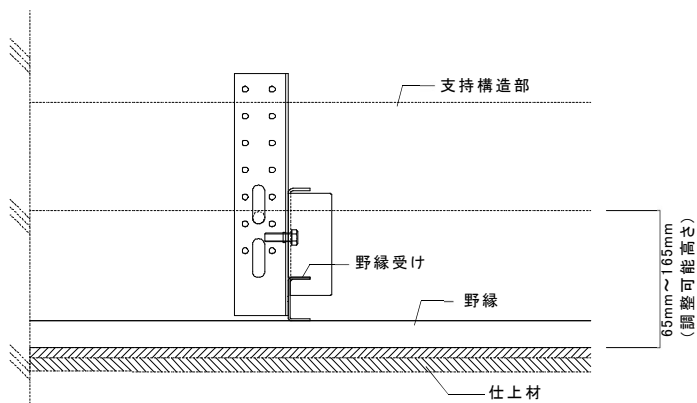 支持構造部
野縁受け
野縁
65mm～165mm
(調整可能高さ)
仕上材